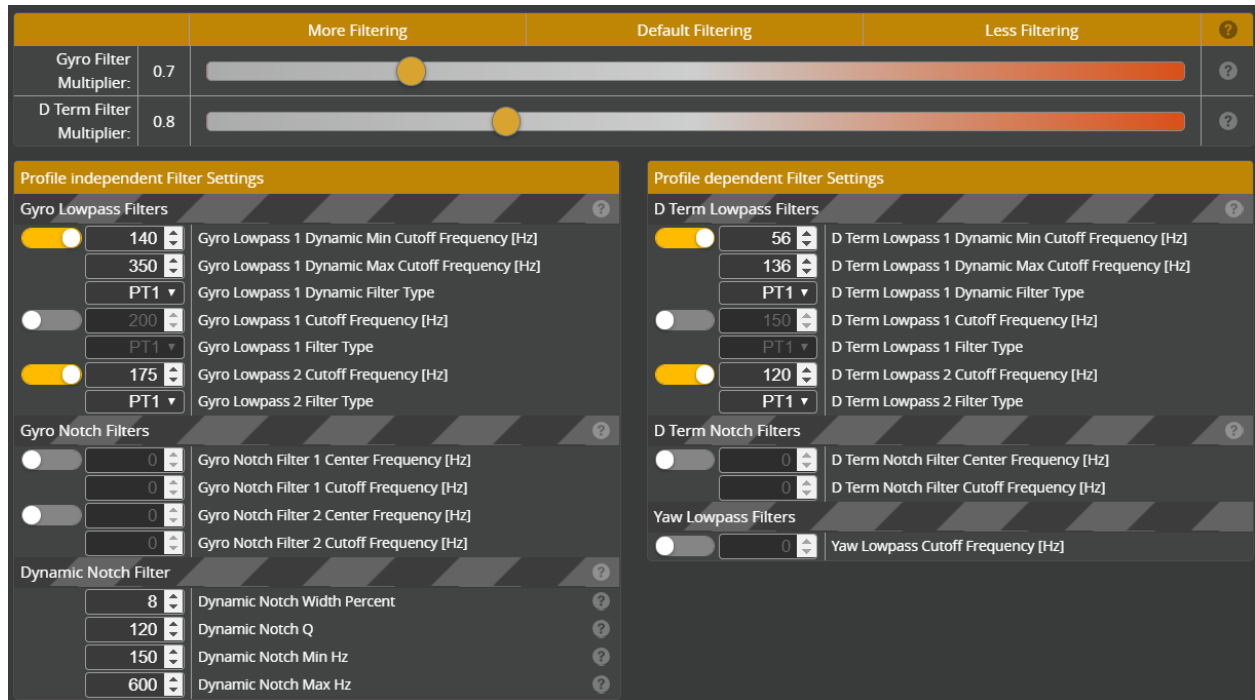 More Filtering Default Filtering Less Filtering ?
Gyro Filter
Multiplier: 0.7 ?
D Term Filter
Multiplier: 0.8 ?
Profile independent Filter Settings
Gyro Lowpass Filters ?
140 Gyro Lowpass 1 Dynamic Min Cutoff Frequency [Hz]
350 Gyro Lowpass 1 Dynamic Max Cutoff Frequency [Hz]
PT1 Gyro Lowpass 1 Dynamic Filter Type
200 Gyro Lowpass 1 Cutoff Frequency [Hz]
PT1 Gyro Lowpass 1 Filter Type
175 Gyro Lowpass 2 Cutoff Frequency [Hz]
PT1 Gyro Lowpass 2 Filter Type
Gyro Notch Filters ?
0 Gyro Notch Filter 1 Center Frequency [Hz]
0 Gyro Notch Filter 1 Cutoff Frequency [Hz]
0 Gyro Notch Filter 2 Center Frequency [Hz]
0 Gyro Notch Filter 2 Cutoff Frequency [Hz]
Dynamic Notch Filter ?
8 Dynamic Notch Width Percent ?
120 Dynamic Notch Q ?
150 Dynamic Notch Min Hz ?
600 Dynamic Notch Max Hz ?
Profile dependent Filter Settings
D Term Lowpass Filters ?
56 D Term Lowpass 1 Dynamic Min Cutoff Frequency [Hz]
136 D Term Lowpass 1 Dynamic Max Cutoff Frequency [Hz]
PT1 D Term Lowpass 1 Dynamic Filter Type
150 D Term Lowpass 1 Cutoff Frequency [Hz]
PT1 D Term Lowpass 1 Filter Type
120 D Term Lowpass 2 Cutoff Frequency [Hz]
PT1 D Term Lowpass 2 Filter Type
D Term Notch Filters ?
0 D Term Notch Filter Center Frequency [Hz]
0 D Term Notch Filter Cutoff Frequency [Hz]
Yaw Lowpass Filters
0 Yaw Lowpass Cutoff Frequency [Hz]